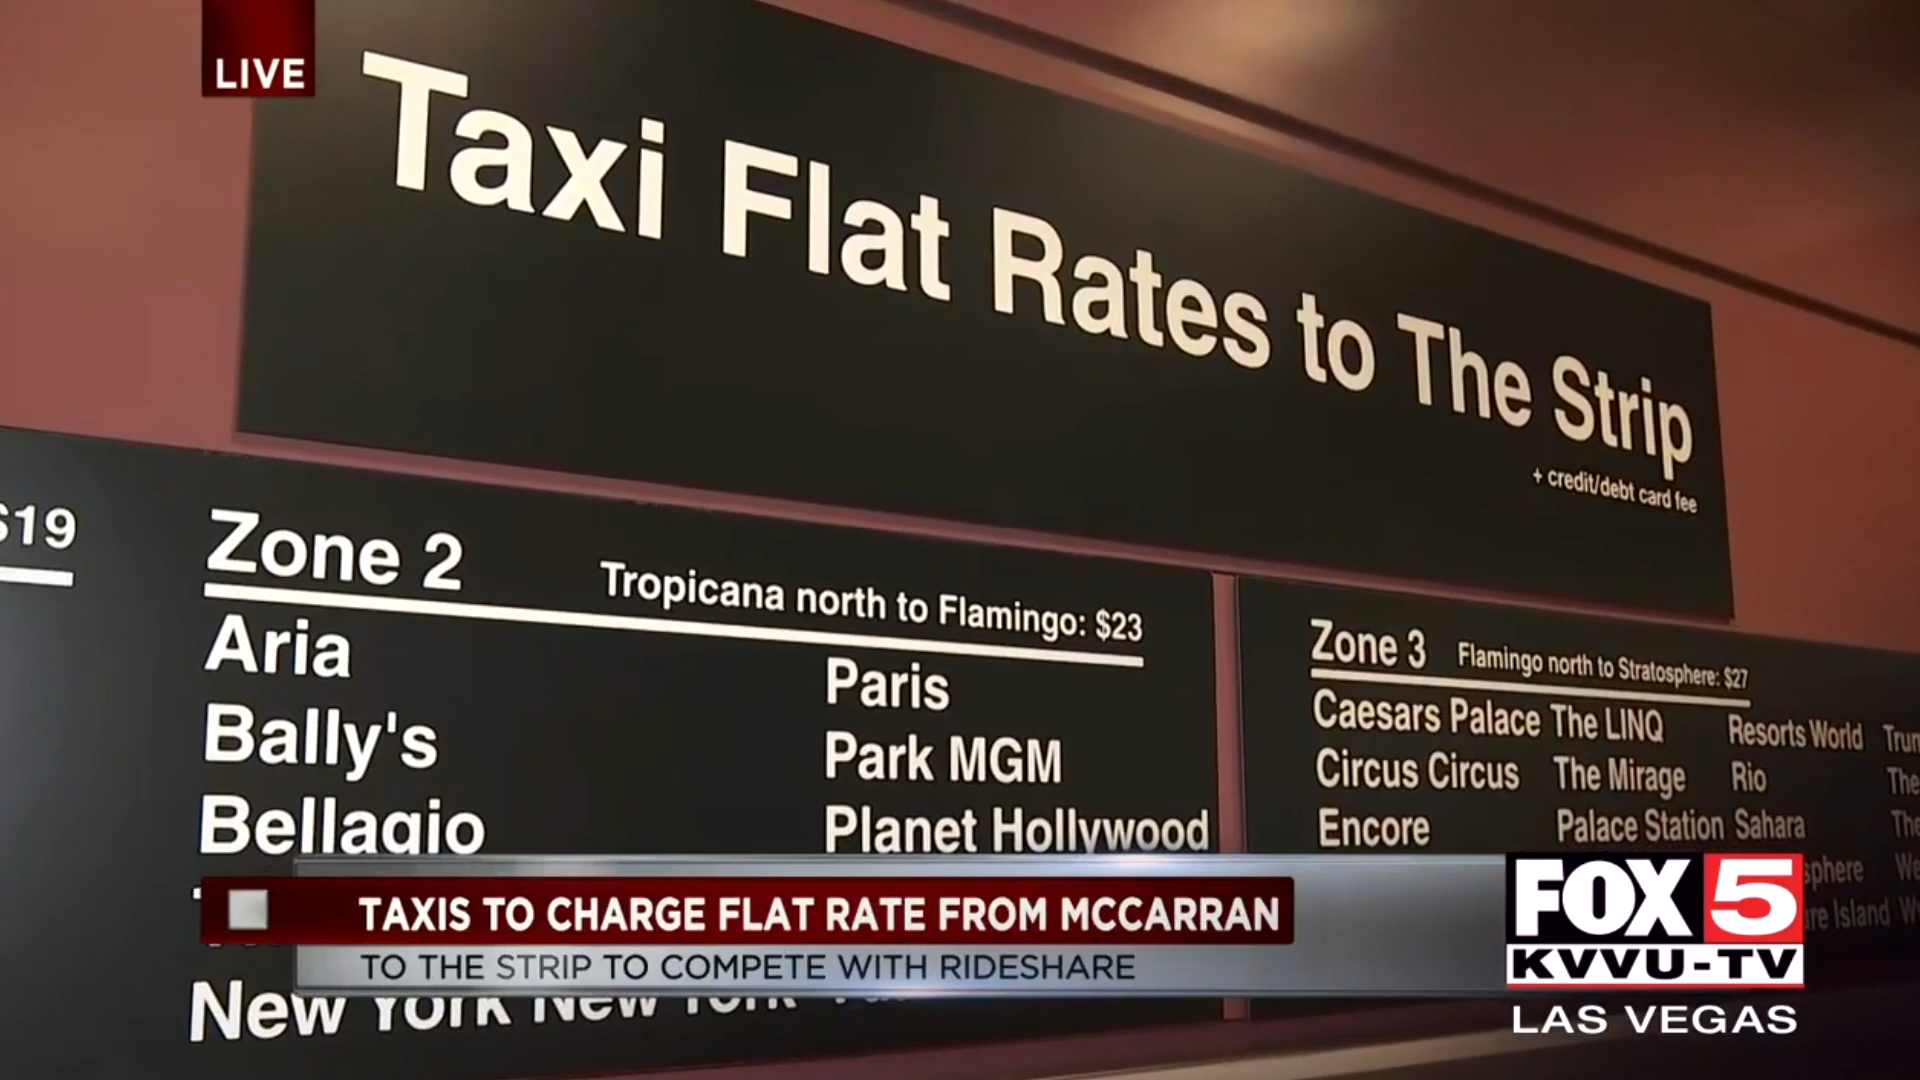 LIVE
Taxi Flat Rates to The Strip
+ credit/debt card fee
$19
Zone 2 Tropicana north to Flamingo: $23
Aria
Bally's
Bellagio
New York New York
Paris
Park MGM
Planet Hollywood
Zone 3 Flamingo north to Stratosphere: $27
Caesars Palace The LINQ Resorts World
Circus Circus The Mirage Rio The
Encore Palace Station Sahara
Island
TAXIS TO CHARGE FLAT RATE FROM MCCARRAN
TO THE STRIP TO COMPETE WITH RIDESHARE
FOX 5
KVVU-TV
LAS VEGAS